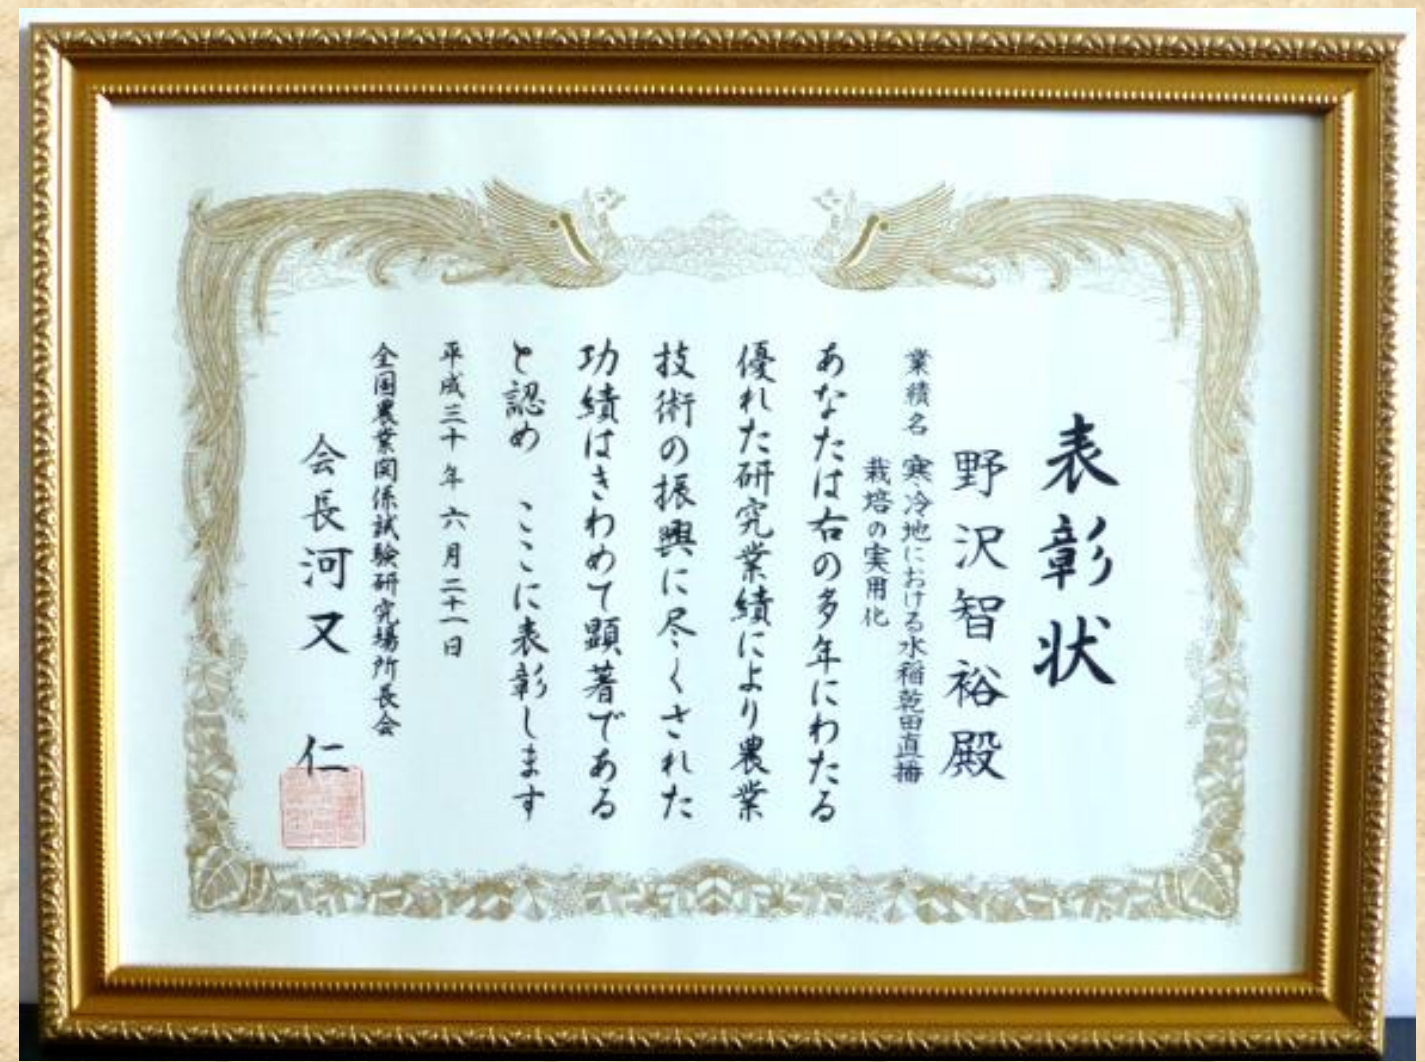 表彰状
野沢智裕殿
業績名 寒冷地における水稲乾田直播
栽培の実用化
あなたは右の多年にわたる
優れた研究業績により農業
技術の振興に尽くされた
功績はきわめて顕著である
と認め ここに表彰します
平成三十年六月二十一日
全国農業関係試験研究場所長会
会長 河又 仁